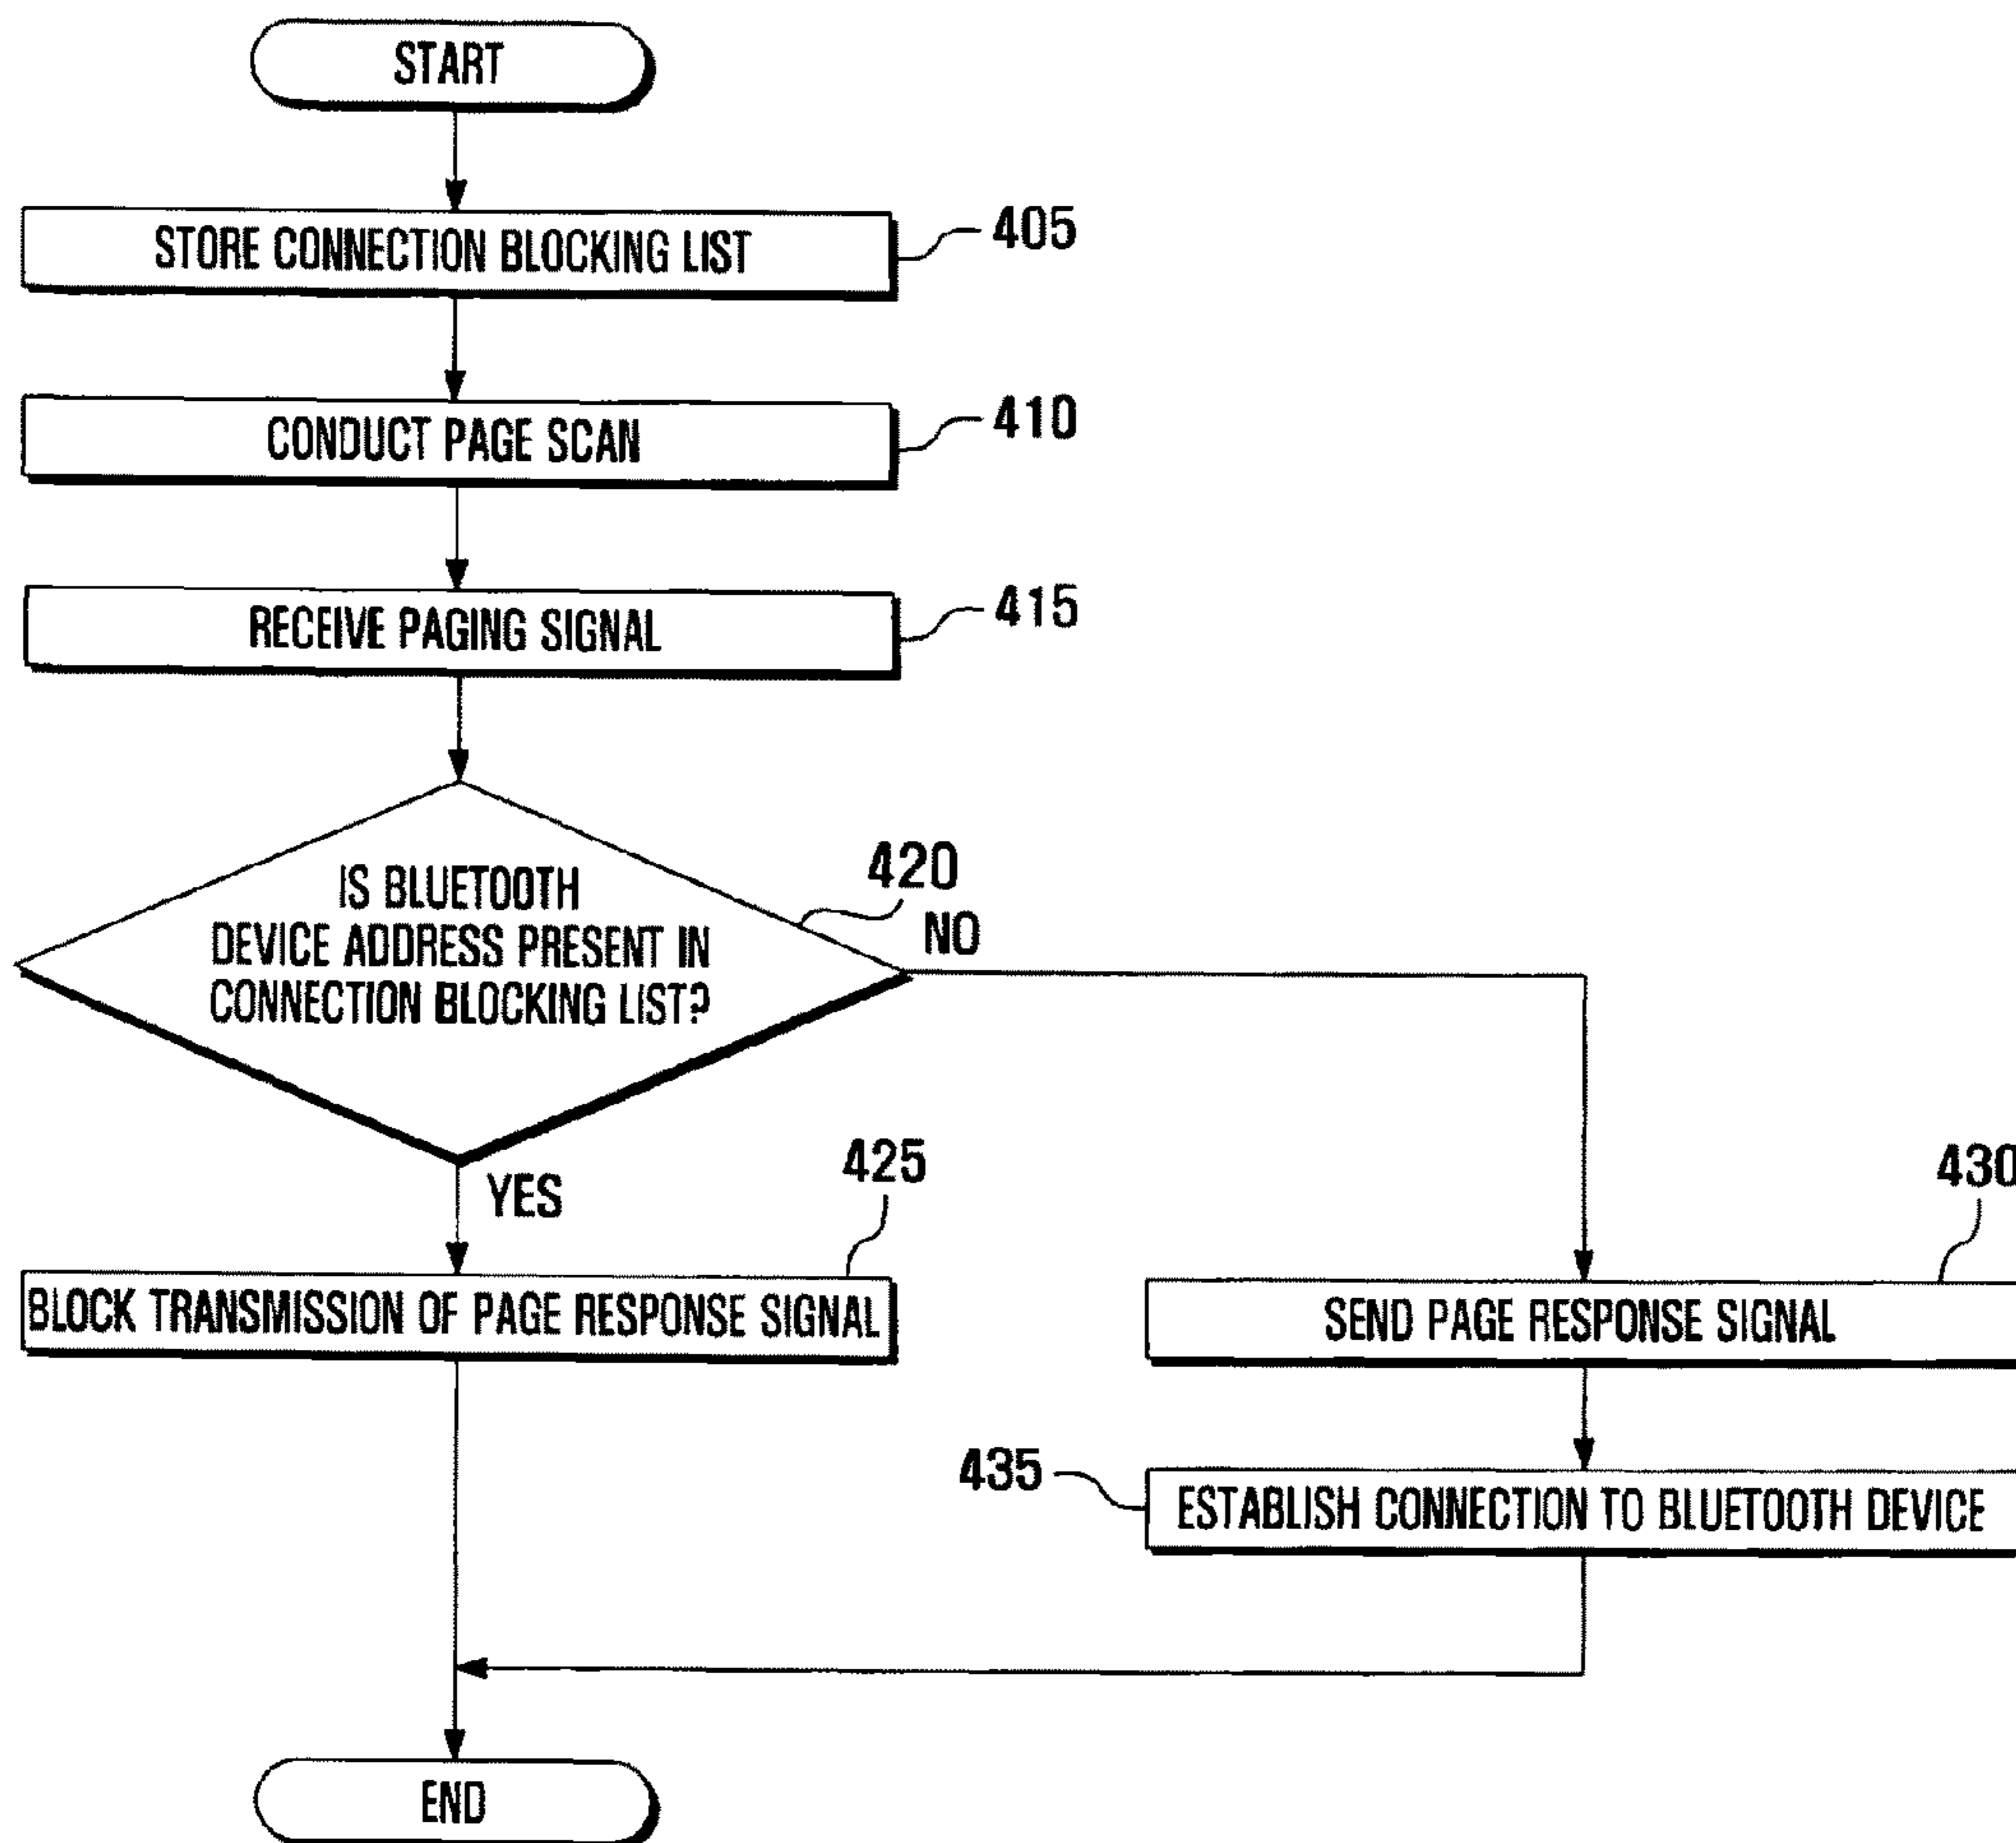 START
STORE CONNECTION BLOCKING LIST
405
CONDUCT PAGE SCAN
410
RECEIVE PAGING SIGNAL
415
IS BLUETOOTH
DEVICE ADDRESS PRESENT IN
CONNECTION BLOCKING LIST?
420
NO
YES
425
BLOCK TRANSMISSION OF PAGE RESPONSE SIGNAL
430
SEND PAGE RESPONSE SIGNAL
435
ESTABLISH CONNECTION TO BLUETOOTH DEVICE
END